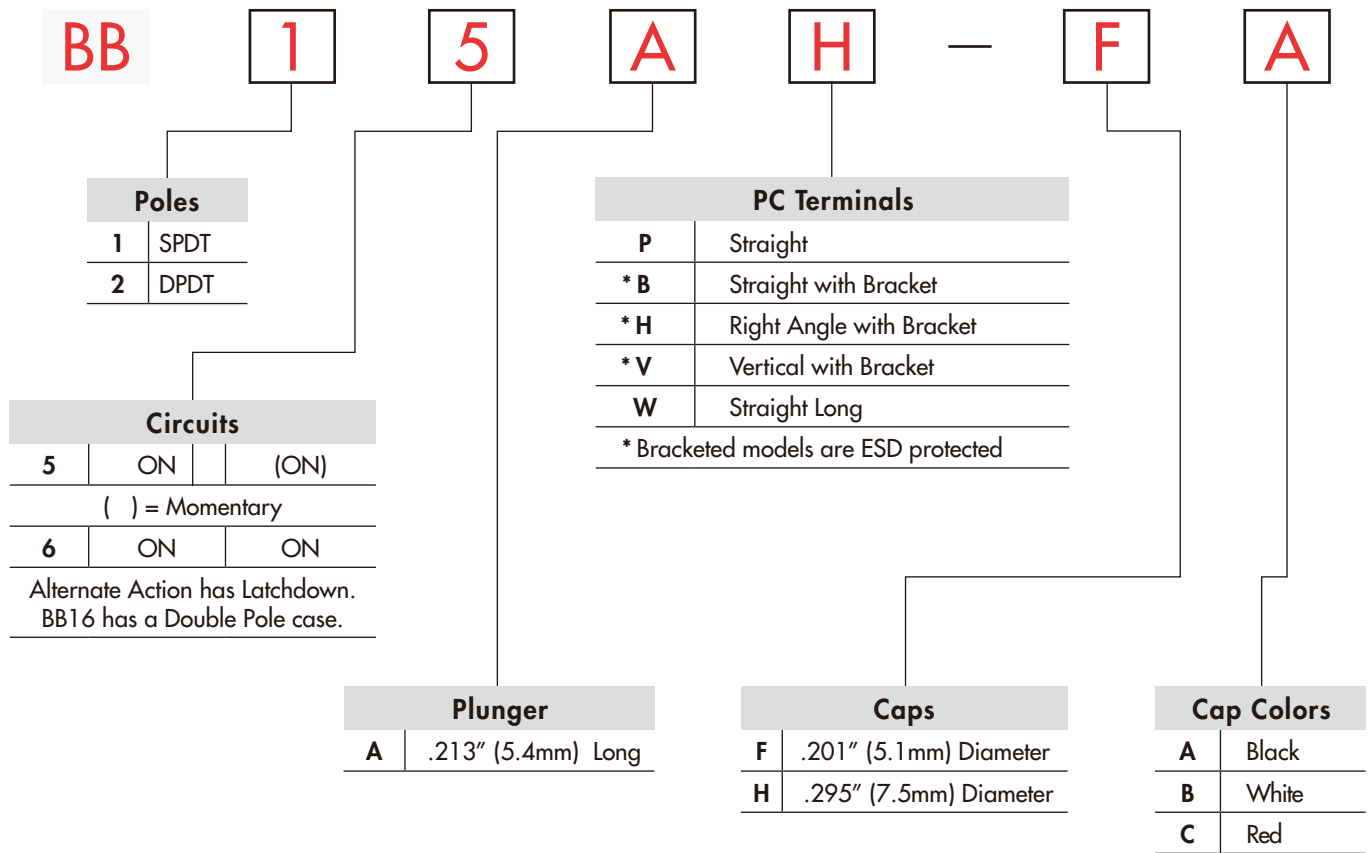 BB 1 5 A H — F A
Poles
1 SPDT
2 DPDT
PC Terminals
P Straight
* B Straight with Bracket
* H Right Angle with Bracket
* V Vertical with Bracket
W Straight Long
* Bracketed models are ESD protected
Circuits
5 ON (ON)
( ) = Momentary
6 ON ON
Alternate Action has Latchdown.
BB16 has a Double Pole case.
Plunger
A .213” (5.4mm) Long
Caps
F .201” (5.1mm) Diameter
H .295” (7.5mm) Diameter
Cap Colors
A Black
B White
C Red